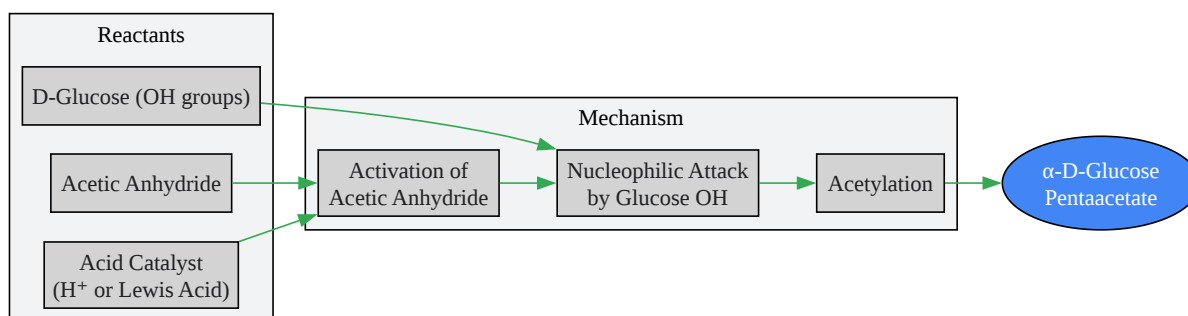 Reactants
D-Glucose (OH groups)
Acetic Anhydride
Acid Catalyst
(H⁺ or Lewis Acid)
Mechanism
Activation of
Acetic Anhydride
Nucleophilic Attack
by Glucose OH
Acetylation
α-D-Glucose
Pentaacetate